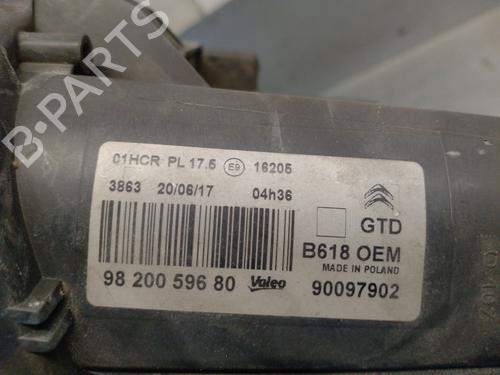 B-PARTS
01HCR PL 17.5 E9 16205
3863 20/06/17 04h36
GTD
B618 OEM
MADE IN POLAND
98 200 596 80 Valeo 90097902